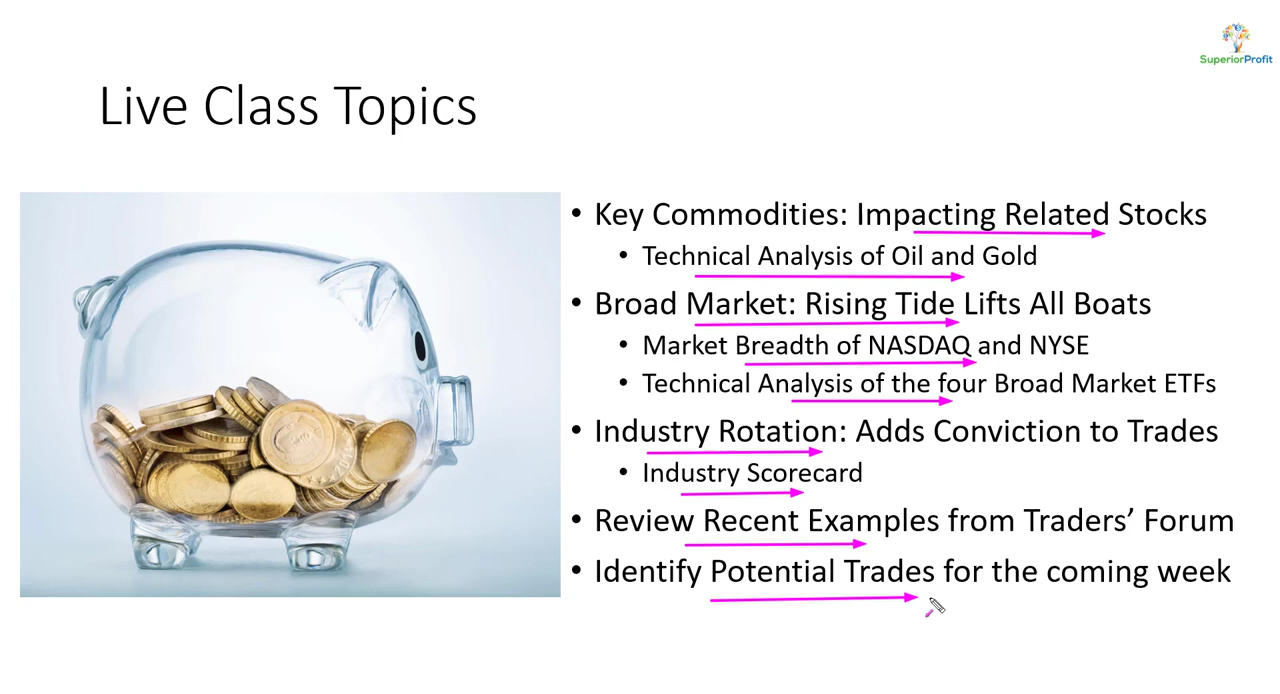 SuperiorProfit
Live Class Topics
• Key Commodities: Impacting Related Stocks
• Technical Analysis of Oil and Gold
• Broad Market: Rising Tide Lifts All Boats
• Market Breadth of NASDAQ and NYSE
• Technical Analysis of the four Broad Market ETFs
• Industry Rotation: Adds Conviction to Trades
• Industry Scorecard
• Review Recent Examples from Traders’ Forum
• Identify Potential Trades for the coming week